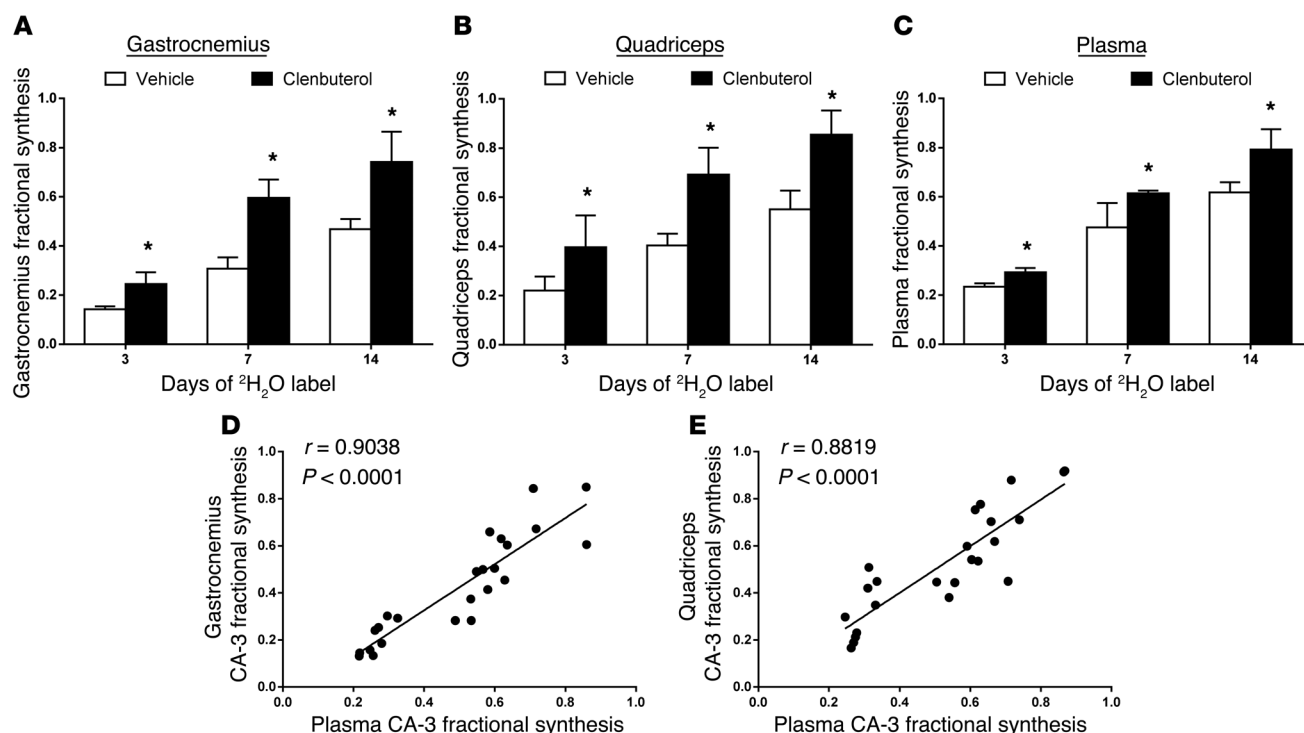 A
Gastrocnemius
Vehicle Clenbuterol
Gastrocnemius fractional synthesis
1.0
0.8
0.6
0.4
0.2
0.0
3 7 14
Days of ²H₂O label
B
Quadriceps
Vehicle Clenbuterol
Quadriceps fractional synthesis
1.0
0.8
0.6
0.4
0.2
0.0
3 7 14
Days of ²H₂O label
C
Plasma
Vehicle Clenbuterol
Plasma fractional synthesis
1.0
0.8
0.6
0.4
0.2
0.0
3 7 14
Days of ²H₂O label
* * *
* * *
* * *
D
r = 0.9038
P < 0.0001
Gastrocnemius
CA-3 fractional synthesis
1.0
0.8
0.6
0.4
0.2
0.0
0.0 0.2 0.4 0.6 0.8 1.0
Plasma CA-3 fractional synthesis
E
r = 0.8819
P < 0.0001
Quadriceps
CA-3 fractional synthesis
1.0
0.8
0.6
0.4
0.2
0.0
0.0 0.2 0.4 0.6 0.8 1.0
Plasma CA-3 fractional synthesis